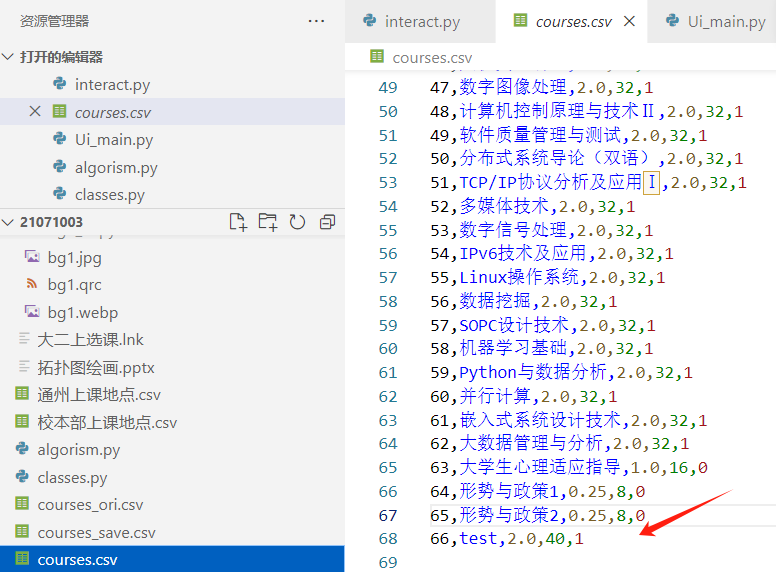 资源管理器 ...
打开的编辑器
interact.py
courses.csv
Ui_main.py
algorism.py
classes.py
21071003
bg1.jpg
bg1.qrc
bg1.webp
大二上选课.lnk
拓扑图绘画.pptx
通州上课地点.csv
校本部上课地点.csv
algorism.py
classes.py
courses_ori.csv
courses_save.csv
courses.csv
interact.py courses.csv Ui_main.py
courses.csv
49 47,数字图像处理,2.0,32,1
50 48,计算机控制原理与技术Ⅱ,2.0,32,1
51 49,软件质量管理与测试,2.0,32,1
52 50,分布式系统导论（双语）,2.0,32,1
53 51,TCP/IP协议分析及应用Ⅰ,2.0,32,1
54 52,多媒体技术,2.0,32,1
55 53,数字信号处理,2.0,32,1
56 54,IPv6技术及应用,2.0,32,1
57 55,Linux操作系统,2.0,32,1
58 56,数据挖掘,2.0,32,1
59 57,SOPC设计技术,2.0,32,1
60 58,机器学习基础,2.0,32,1
61 59,Python与数据分析,2.0,32,1
62 60,并行计算,2.0,32,1
63 61,嵌入式系统设计技术,2.0,32,1
64 62,大数据管理与分析,2.0,32,1
65 63,大学生心理适应指导,1.0,16,0
66 64,形势与政策1,0.25,8,0
67 65,形势与政策2,0.25,8,0
68 66,test,2.0,40,1
69